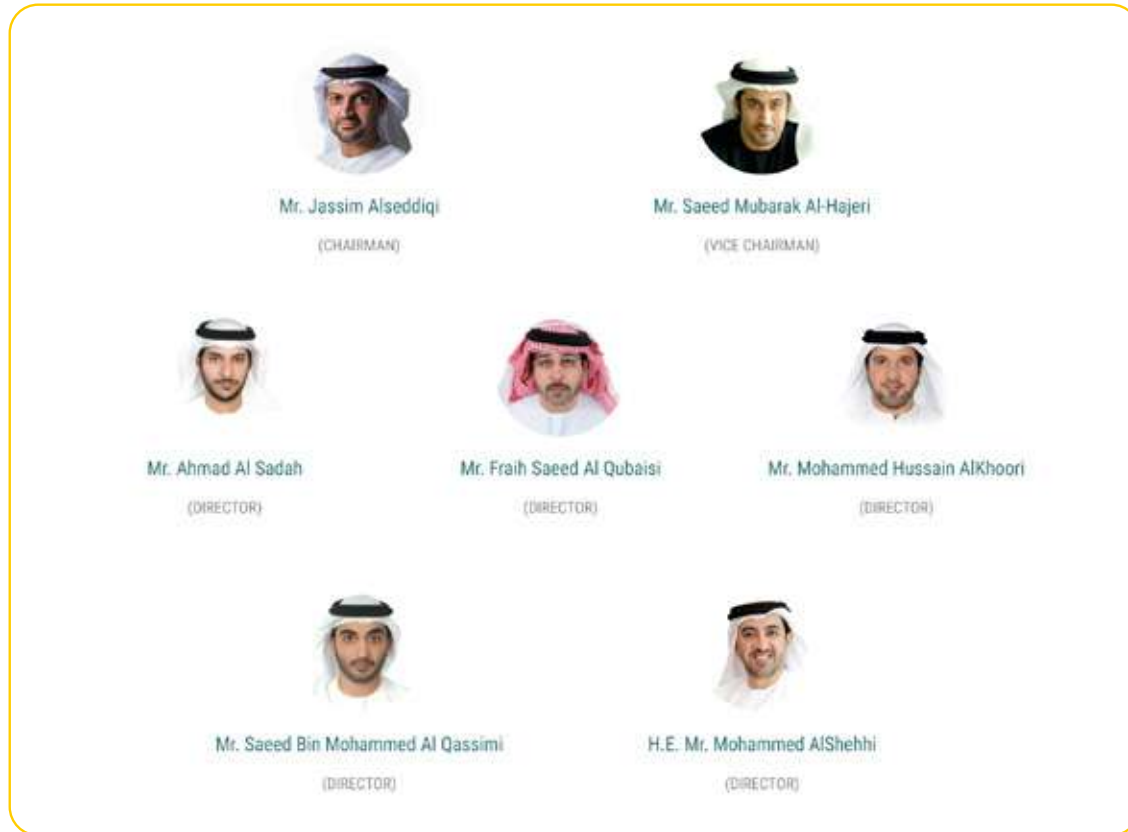 Mr. Jassim Alseddiqi
(CHAIRMAN)
Mr. Saeed Mubarak Al-Hajeri
(VICE CHAIRMAN)
Mr. Ahmad Al Sadah
(DIRECTOR)
Mr. Fraih Saeed Al Qubaisi
(DIRECTOR)
Mr. Mohammed Hussain AlKhoori
(DIRECTOR)
Mr. Saeed Bin Mohammed Al Qassimi
(DIRECTOR)
H.E. Mr. Mohammed AlShehhi
(DIRECTOR)